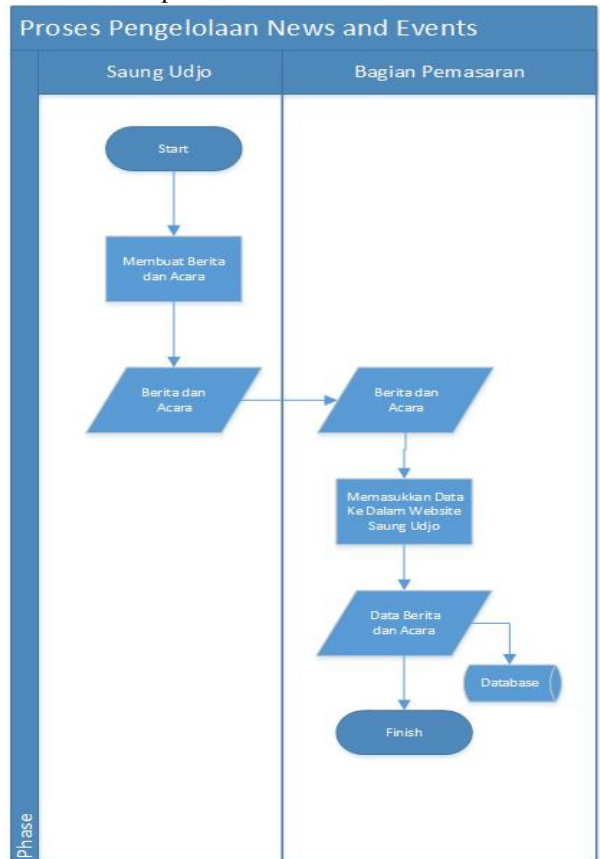 Proses Pengelolaan News and Events
Saung Udjo
Bagian Pemasaran
Start
Membuat Berita
dan Acara
Berita dan
Acara
Berita dan
Acara
Memasukkan Data
Ke Dalam Website
Saung Udjo
Data Berita
dan Acara
Database
Finish
Phase